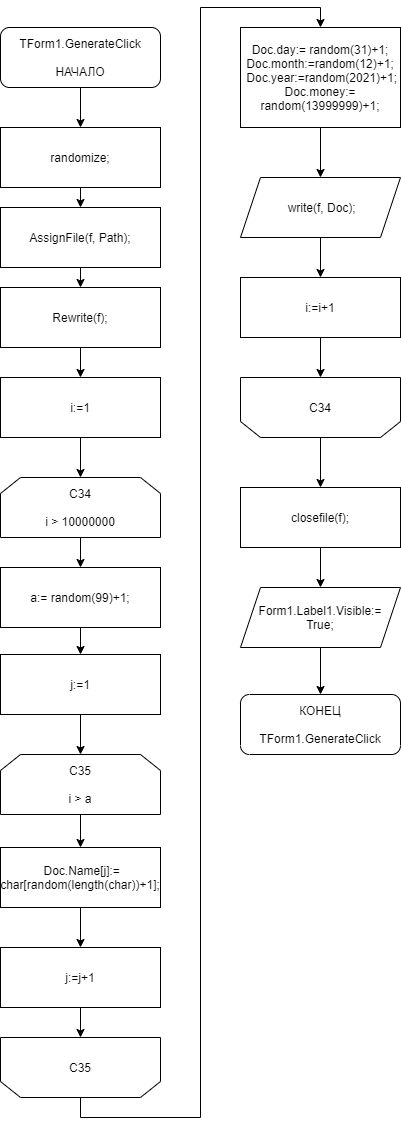 TForm1.GenerateClick
НАЧАЛО
randomize;
AssignFile(f, Path);
Rewrite(f);
i:=1
C34
i > 10000000
a:= random(99)+1;
j:=1
C35
i > a
Doc.Name[j]:=
char[random(length(char))+1];
j:=j+1
C35
Doc.day:= random(31)+1;
Doc.month:=random(12)+1;
Doc.year:=random(2021)+1;
Doc.money:=
random(13999999)+1;
write(f, Doc);
i:=i+1
C34
closefile(f);
Form1.Label1.Visible:=
True;
КОНЕЦ
TForm1.GenerateClick